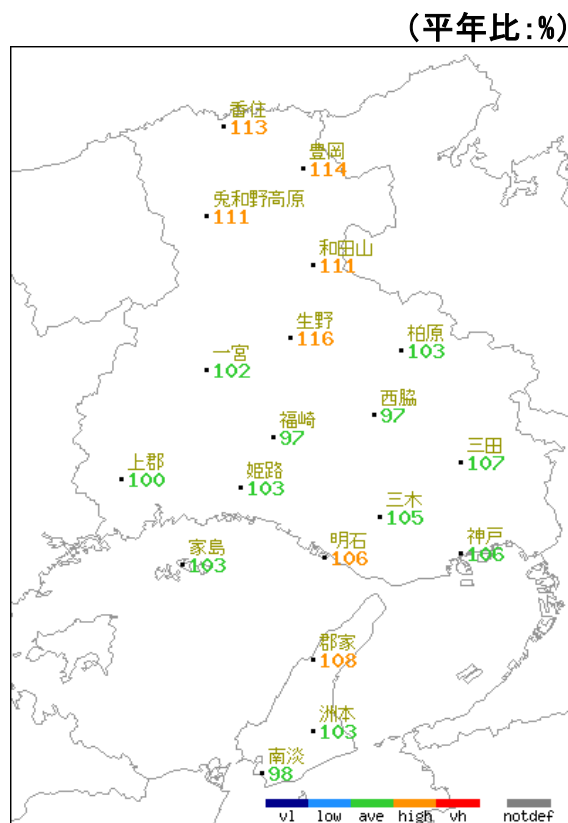 (平年比:%)
香住
113
豊岡
114
兎和野高原
111
和田山
111
生野
116
柏原
103
一宮
102
西脇
97
福崎
97
三田
107
上郡
100
姫路
103
三木
105
家島
103
明石
106
神戸
106
郡家
108
洲本
103
南淡
98
vl low ave high vh notdef